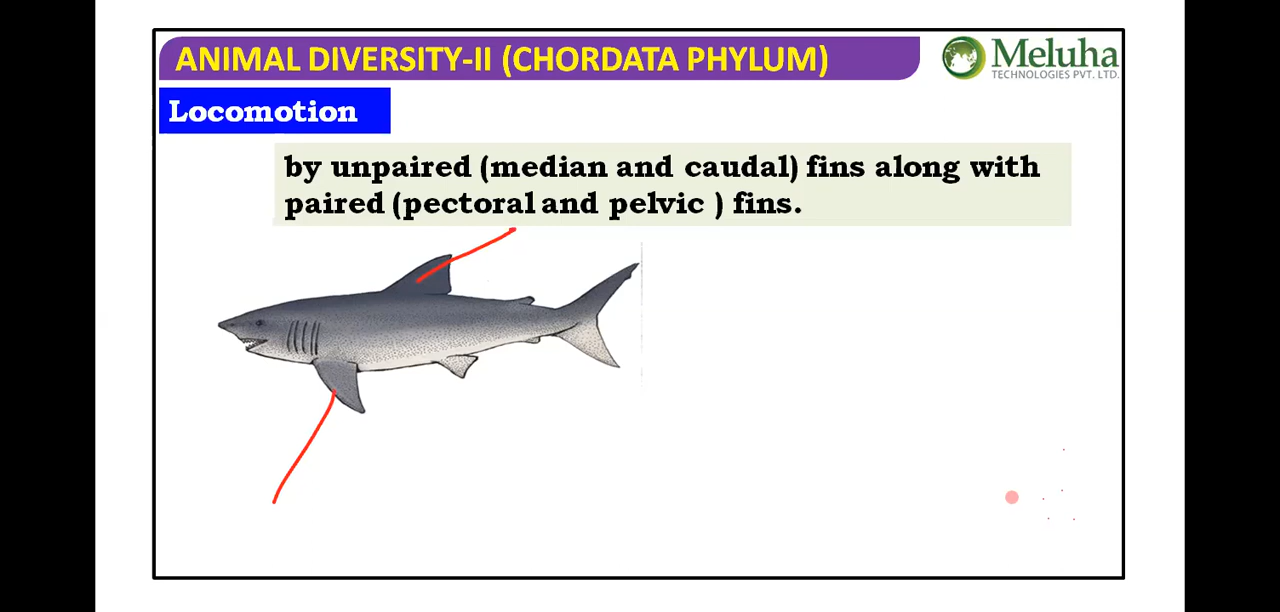 ANIMAL DIVERSITY-II (CHORDATA PHYLUM)
Meluha
TECHNOLOGIES PVT. LTD.
Locomotion
by unpaired (median and caudal) fins along with
paired (pectoral and pelvic ) fins.